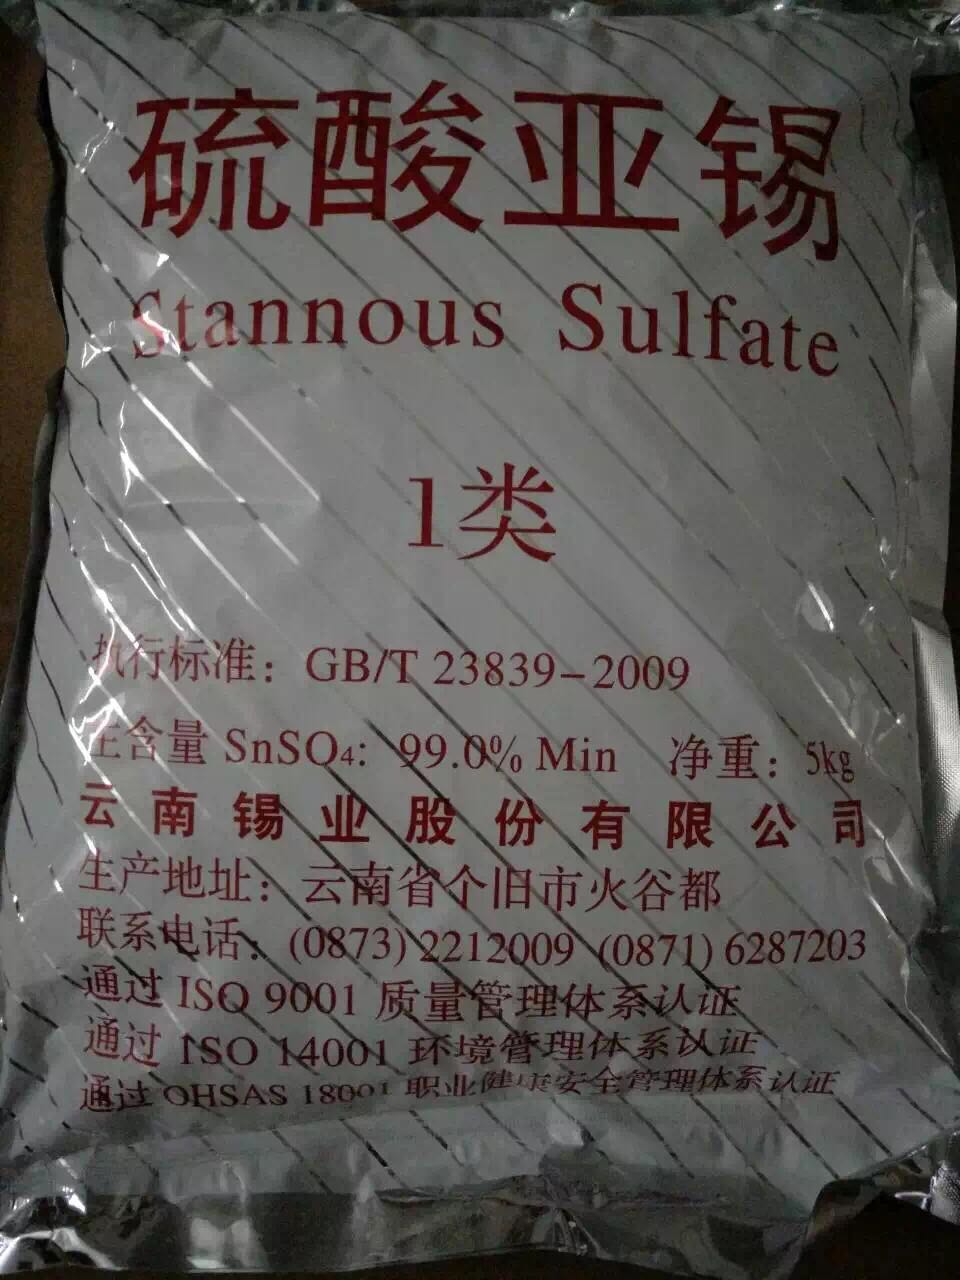 硫酸亚锡
Stannous Sulfate
1类
执行标准：GB/T 23839-2009
主含量 SnSO₄: 99.0% Min 净重：5kg
云南锡业股份有限公司
生产地址：云南省个旧市火谷都
联系电话：(0873) 2212009 (0871) 6287203
通过 ISO 9001 质量管理体系认证
通过 ISO 14001 环境管理体系认证
通过 OHSAS 18001 职业健康安全管理体系认证